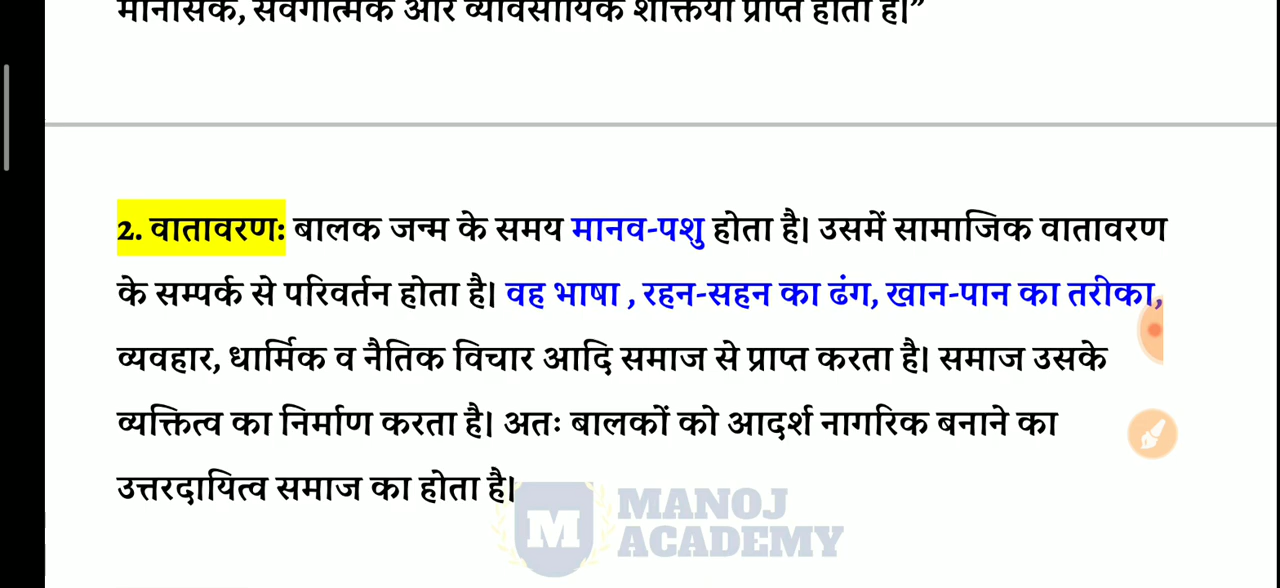 मानसिक, संवेगात्मक और व्यावसायिक शक्तियाँ प्राप्त होती हैं।”
2. वातावरण: बालक जन्म के समय मानव-पशु होता है। उसमें सामाजिक वातावरण
के सम्पर्क से परिवर्तन होता है। वह भाषा , रहन-सहन का ढंग, खान-पान का तरीका,
व्यवहार, धार्मिक व नैतिक विचार आदि समाज से प्राप्त करता है। समाज उसके
व्यक्तित्व का निर्माण करता है। अतः बालकों को आदर्श नागरिक बनाने का
उत्तरदायित्व समाज का होता है।
M MANOJ
ACADEMY